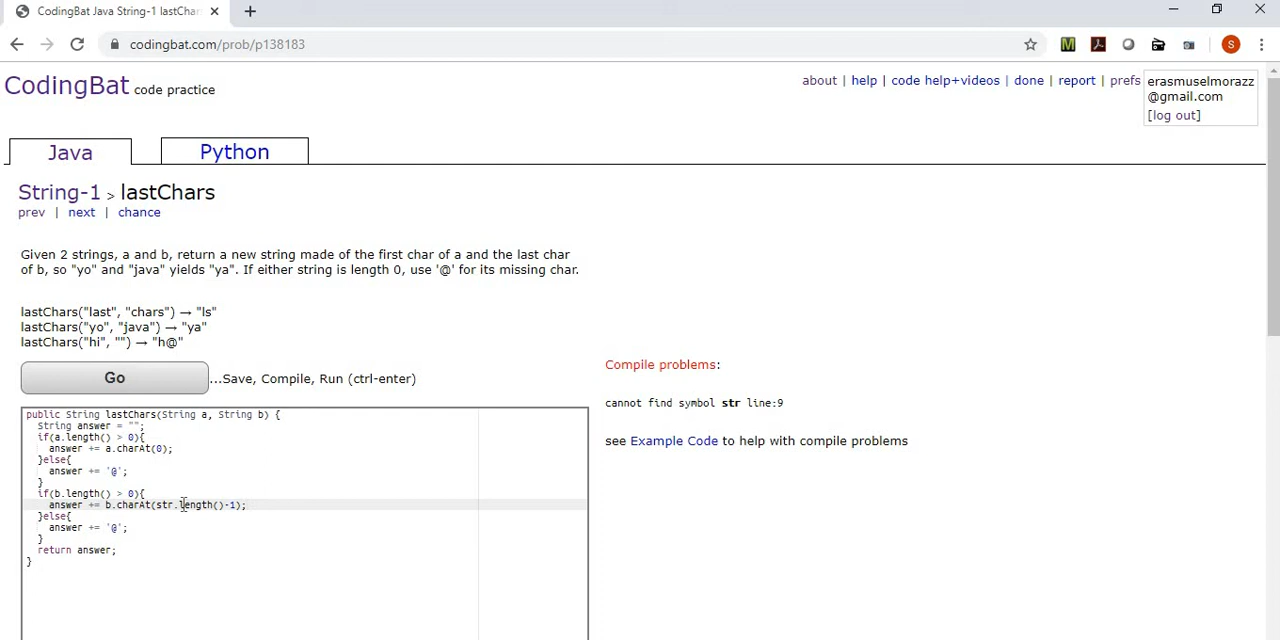 CodingBat Java String-1 lastChar
codingbat.com/prob/p138183
S
CodingBat code practice
about | help | code help+videos | done | report | prefs
erasmuselmorazz
@gmail.com
[log out]
Java
Python
String-1 > lastChars
prev | next | chance
Given 2 strings, a and b, return a new string made of the first char of a and the last char
of b, so "yo" and "java" yields "ya". If either string is length 0, use '@' for its missing char.
lastChars("last", "chars") → "ls"
lastChars("yo", "java") → "ya"
lastChars("hi", "") → "h@"
Go
...Save, Compile, Run (ctrl-enter)
public String lastChars(String a, String b) {
String answer = "";
if(a.length() > 0){
answer += a.charAt(0);
}else{
answer += '@';
}
if(b.length() > 0){
answer += b.charAt(str.length()-1);
}else{
answer += '@';
}
return answer;
}
Compile problems:
cannot find symbol str line:9
see Example Code to help with compile problems